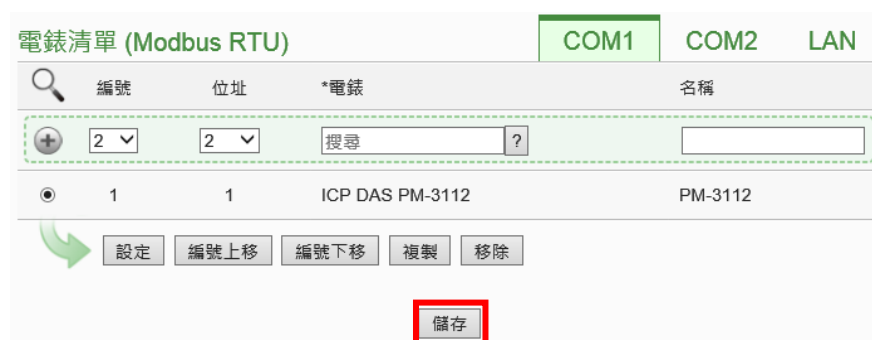 電錶清單 (Modbus RTU) COM1 COM2 LAN
編號 位址 *電錶 名稱
2 2 搜尋 ?
1 1 ICP DAS PM-3112 PM-3112
設定 編號上移 編號下移 複製 移除
儲存